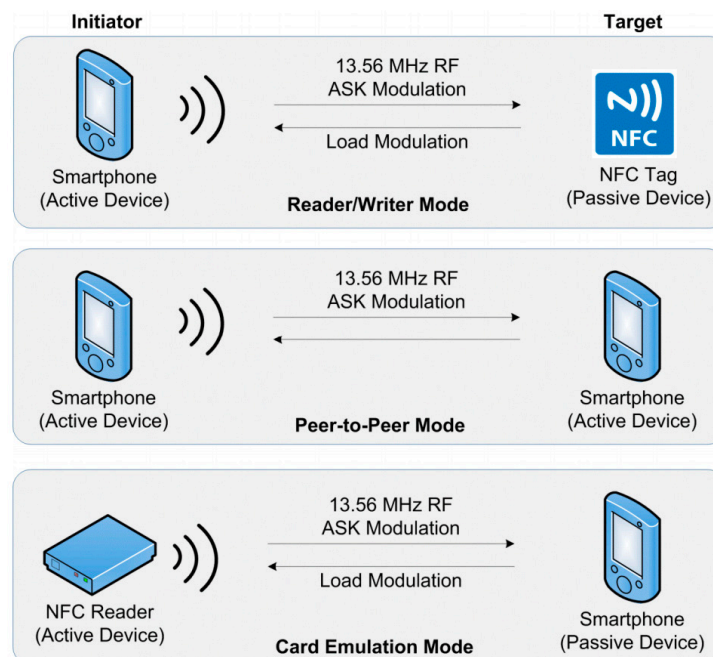 Initiator
Target
13.56 MHz RF
ASK Modulation
Load Modulation
NFC
Smartphone
(Active Device)
NFC Tag
(Passive Device)
Reader/Writer Mode
13.56 MHz RF
ASK Modulation
Smartphone
(Active Device)
Smartphone
(Active Device)
Peer-to-Peer Mode
13.56 MHz RF
ASK Modulation
Load Modulation
NFC Reader
(Active Device)
Smartphone
(Passive Device)
Card Emulation Mode